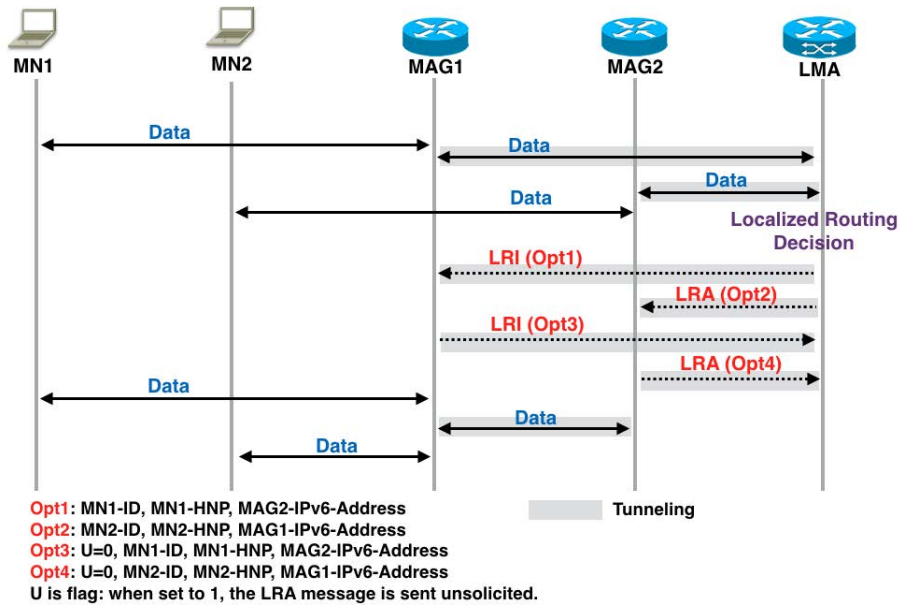 MN1
MN2
MAG1
MAG2
LMA
Data
Data
Data
Data
Localized Routing
Decision
LRI (Opt1)
LRA (Opt2)
LRI (Opt3)
LRA (Opt4)
Data
Data
Data
Opt1: MN1-ID, MN1-HNP, MAG2-IPv6-Address
Tunneling
Opt2: MN2-ID, MN2-HNP, MAG1-IPv6-Address
Opt3: U=0, MN1-ID, MN1-HNP, MAG2-IPv6-Address
Opt4: U=0, MN2-ID, MN2-HNP, MAG1-IPv6-Address
U is flag: when set to 1, the LRA message is sent unsolicited.